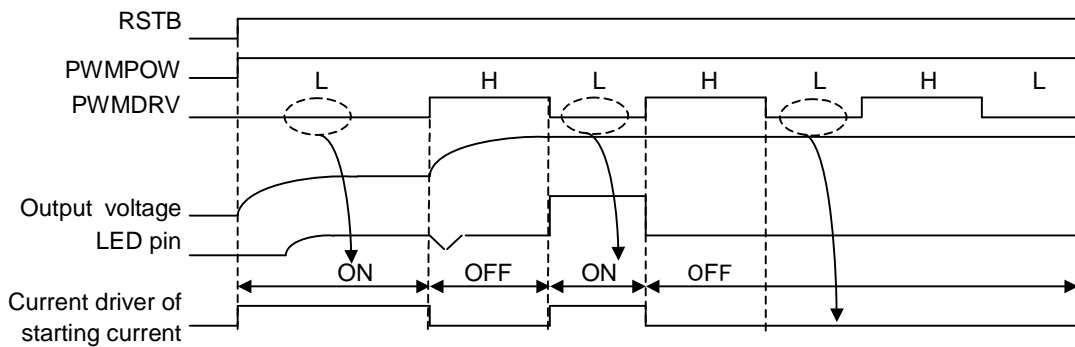 RSTB
PWMPOW
L H L H L H L
PWMDRV
Output voltage
LED pin
ON OFF ON OFF
Current driver of
starting current